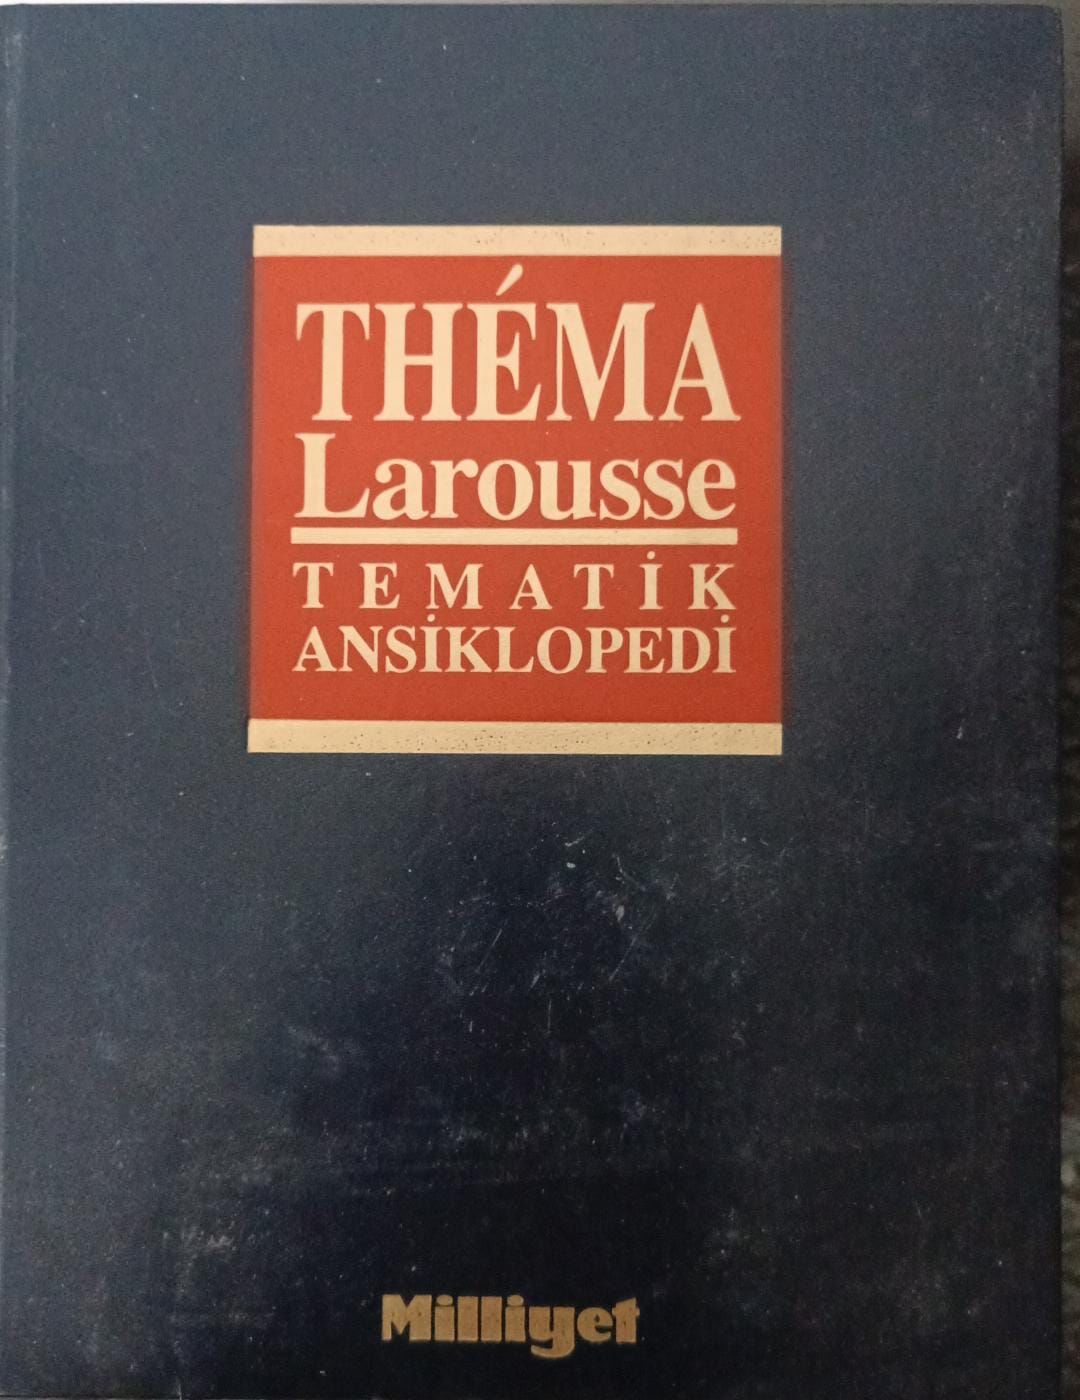 THÉMA
Larousse
TEMATİK
ANSİKLOPEDİ
Milliyet